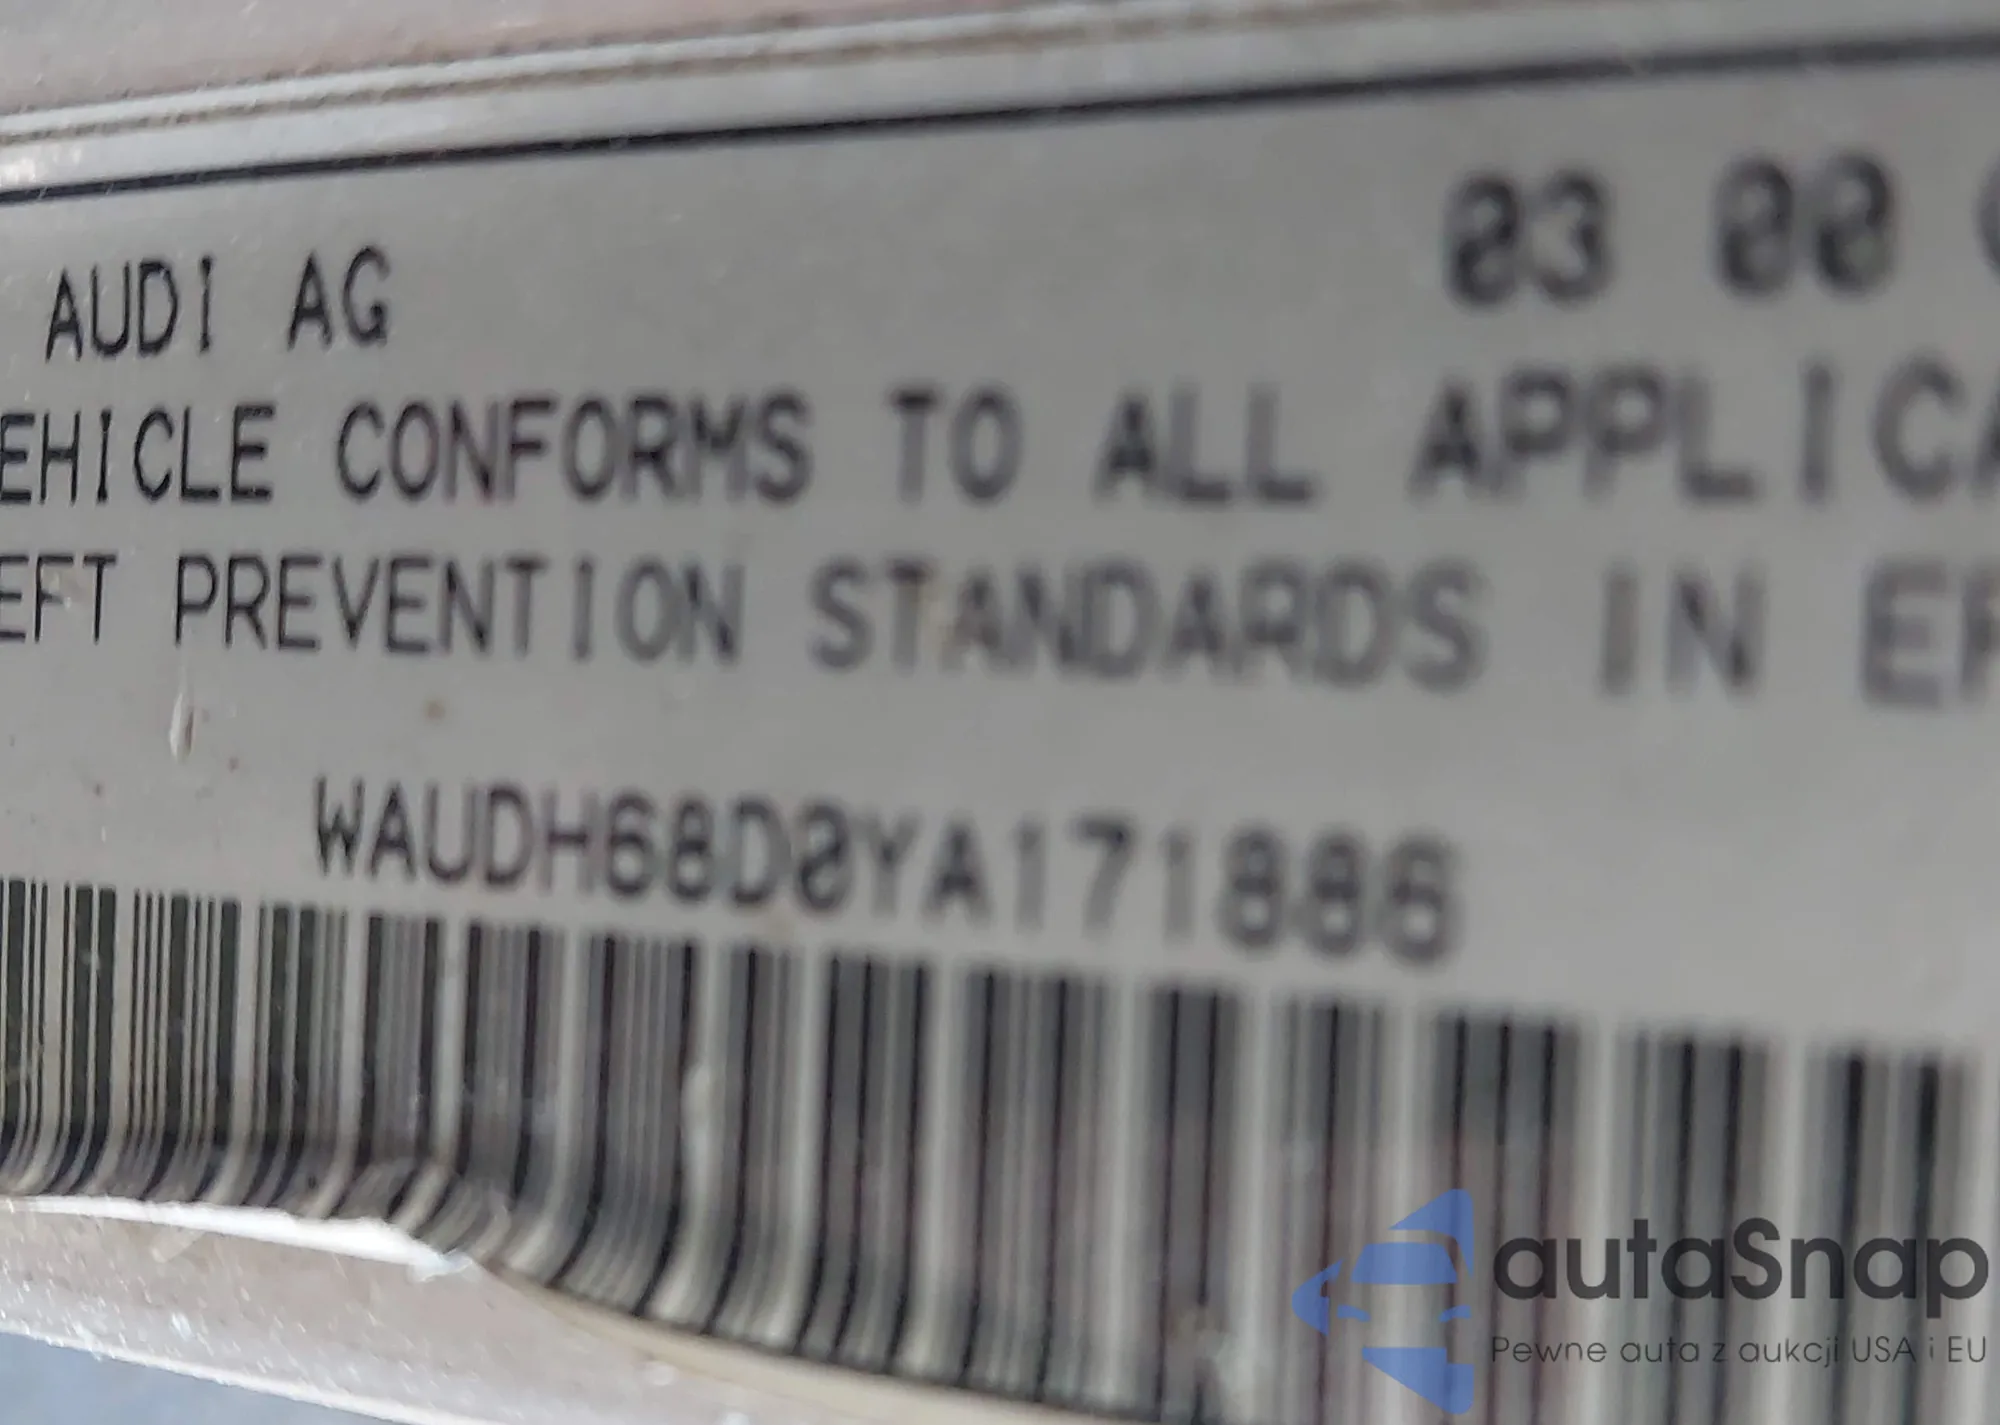 AUDI AG 03 00
EHICLE CONFORMS TO ALL APPLICA
EFT PREVENTION STANDARDS IN EF
WAUDH68D0YA171886
autaSnap
Pewne auta z aukcji USA i EU